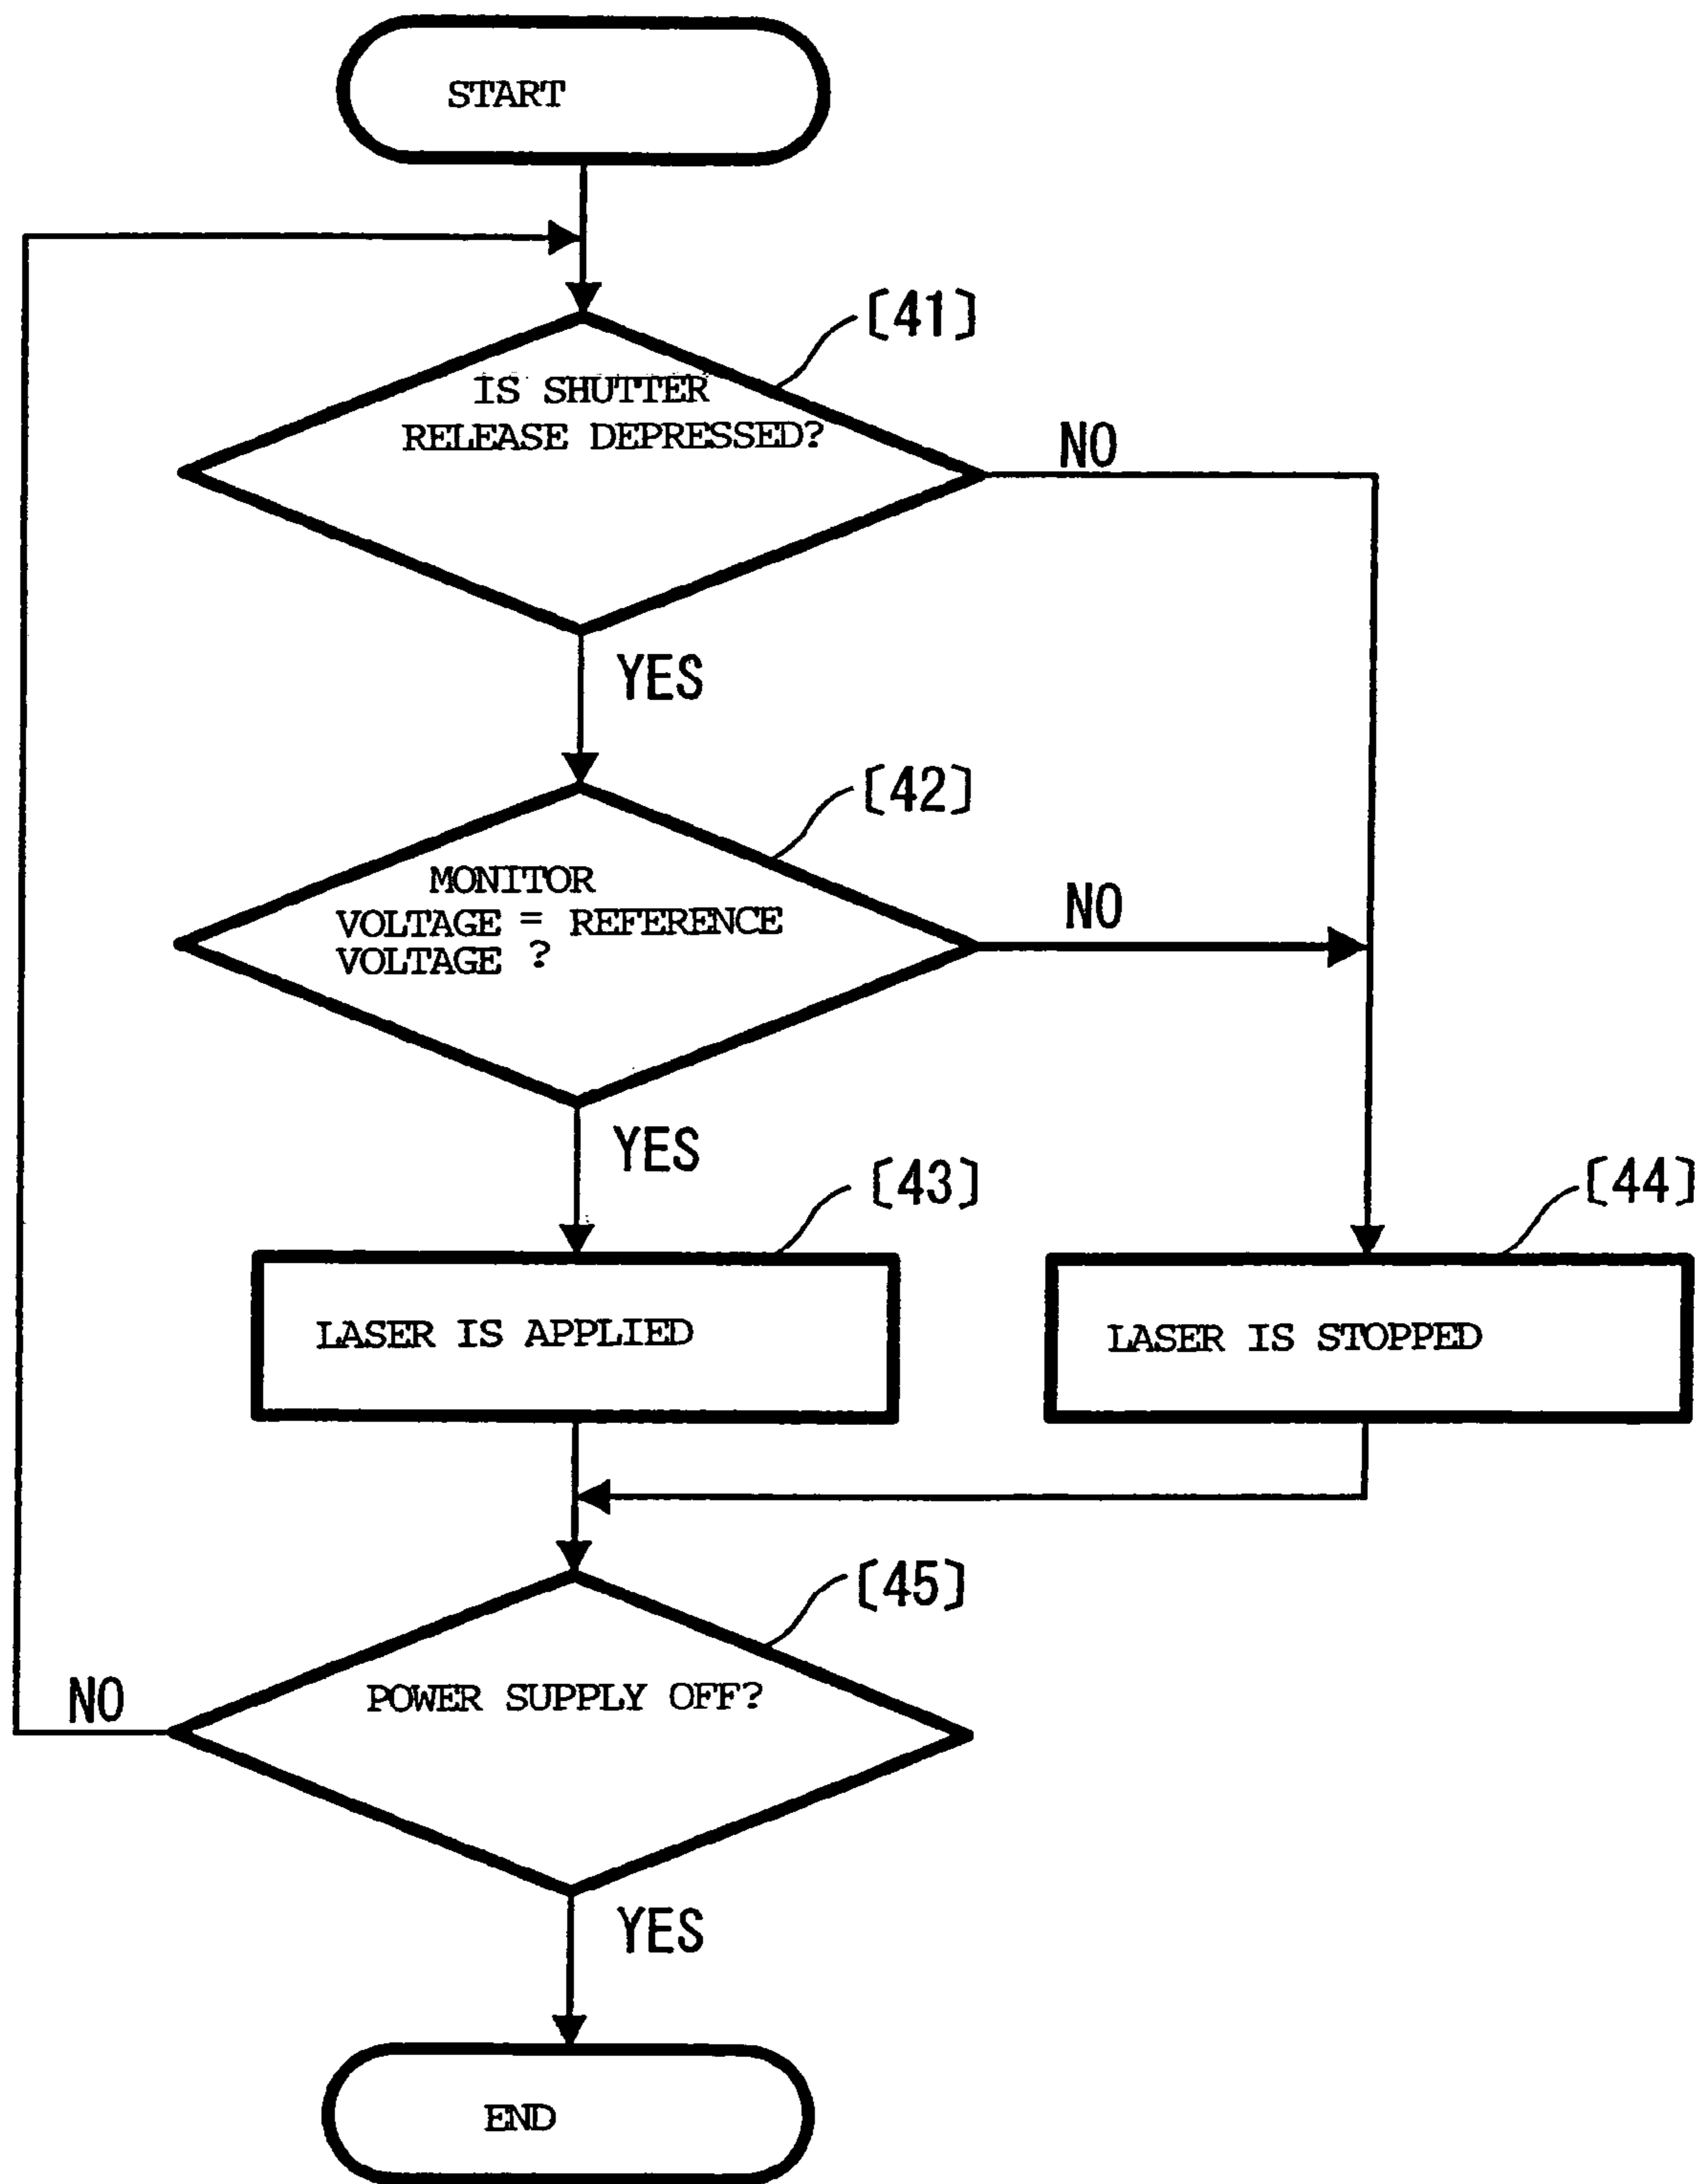 START
[41]
IS SHUTTER
RELEASE DEPRESSED?
NO
YES
[42]
MONITOR
VOLTAGE = REFERENCE
VOLTAGE ?
NO
YES
[43]
[44]
LASER IS APPLIED
LASER IS STOPPED
[45]
POWER SUPPLY OFF?
NO
YES
END